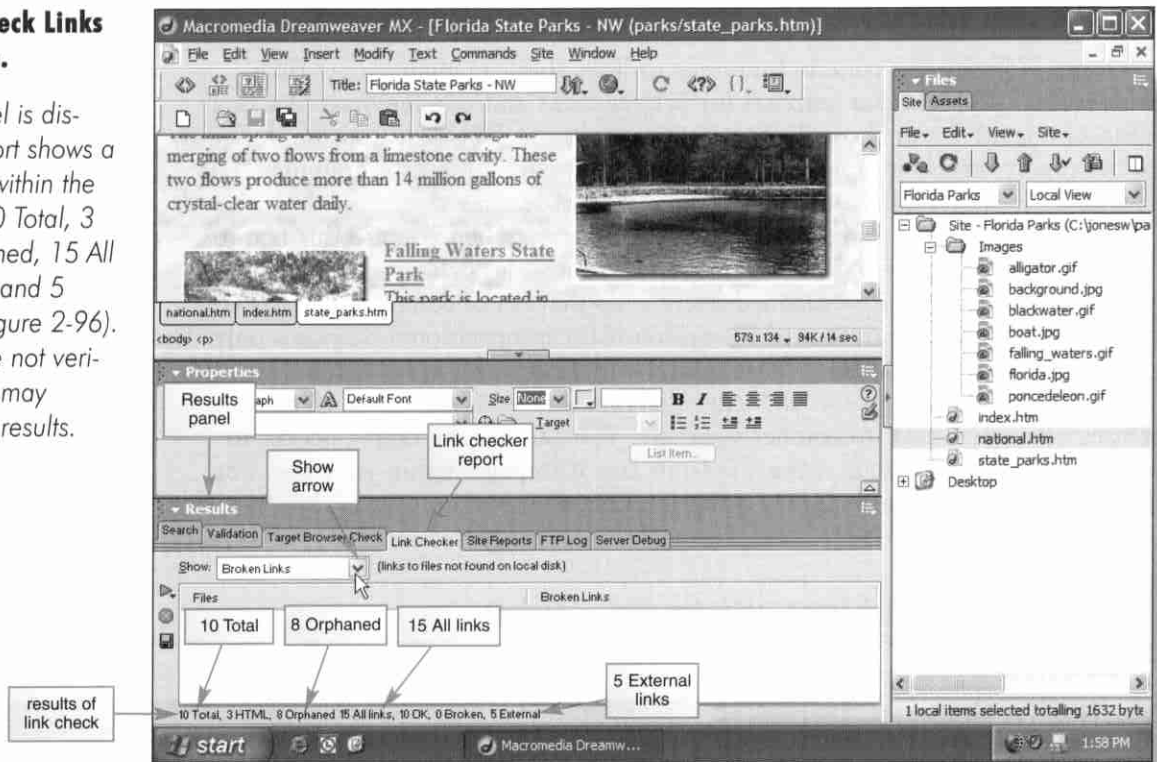 eck Links
.
el is dis-
ort shows a
within the
0 Total, 3
ned, 15 All
and 5
gure 2-96).
e not veri-
may
results.
Macromedia Dreamweaver MX - [Florida State Parks - NW (parks/state_parks.htm)]
File Edit View Insert Modify Text Commands Site Window Help
Title: Florida State Parks - NW
merging of two flows from a limestone cavity. These
two flows produce more than 14 million gallons of
crystal-clear water daily.
Falling Waters State
Park
This park is located in
national.htm index.htm state_parks.htm
<body> <p>
579 x 134 94K / 14 sec
Properties
aph Default Font Size None B I
Target
List Item...
Results
panel
Show
arrow
Link checker
report
Results
Search Validation Target Browser Check Link Checker Site Reports FTP Log Server Debug
Show: Broken Links (links to files not found on local disk)
Files Broken Links
10 Total
8 Orphaned
15 All links
5 External
links
results of
link check
10 Total, 3 HTML, 8 Orphaned 15 All links, 10 OK, 0 Broken, 5 External
Files
Site Assets
File Edit View Site
Florida Parks Local View
Site - Florida Parks (C:\jonesw\pa
Images
alligator.gif
background.jpg
blackwater.gif
boat.jpg
falling_waters.gif
florida.jpg
poncedeleon.gif
index.htm
national.htm
state_parks.htm
Desktop
1 local items selected totalling 1632 byte
start
Macromedia Dreamw...
1:58 PM